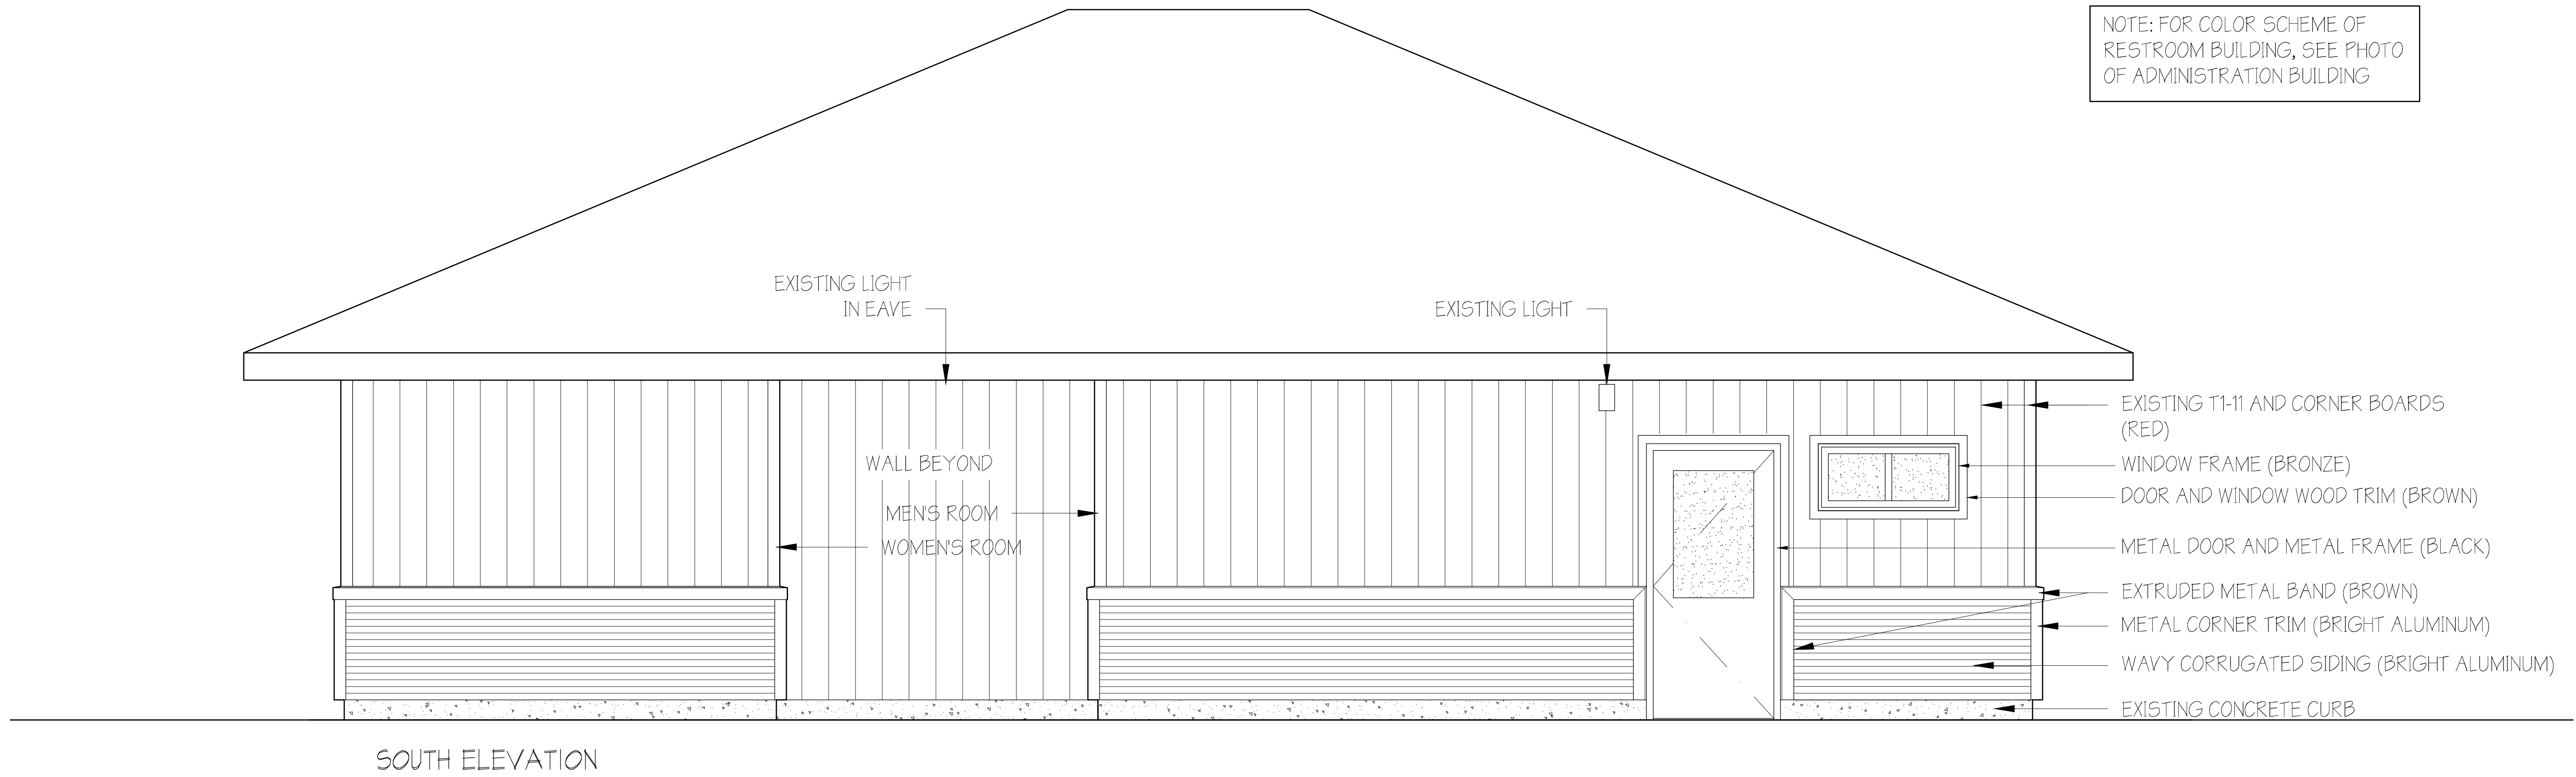 NOTE: FOR COLOR SCHEME OF
RESTROOM BUILDING, SEE PHOTO
OF ADMINISTRATION BUILDING
EXISTING LIGHT
IN EAVE
EXISTING LIGHT
WALL BEYOND
MEN'S ROOM
WOMEN'S ROOM
EXISTING T1-11 AND CORNER BOARDS
(RED)
WINDOW FRAME (BRONZE)
DOOR AND WINDOW WOOD TRIM (BROWN)
METAL DOOR AND METAL FRAME (BLACK)
EXTRUDED METAL BAND (BROWN)
METAL CORNER TRIM (BRIGHT ALUMINUM)
WAVY CORRUGATED SIDING (BRIGHT ALUMINUM)
EXISTING CONCRETE CURB
SOUTH ELEVATION